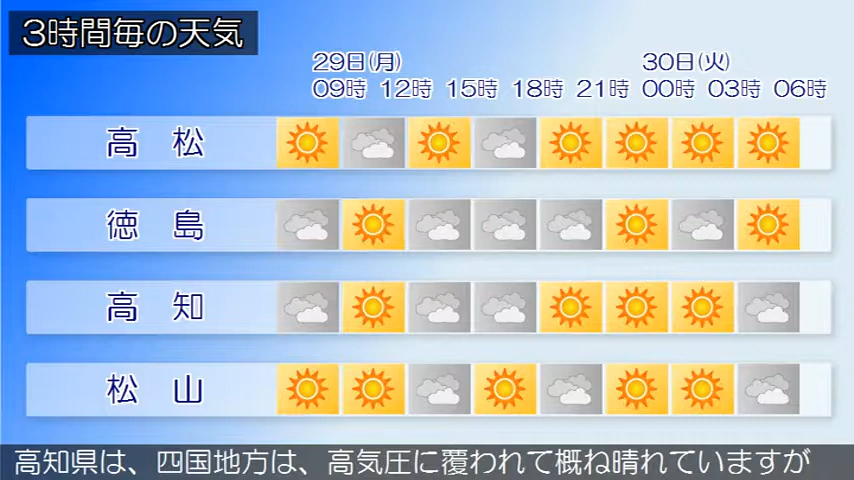 3時間毎の天気
29日(月) 30日(火)
09時 12時 15時 18時 21時 00時 03時 06時
高松
徳島
高知
松山
高知県は、四国地方は、高気圧に覆われて概ね晴れていますが